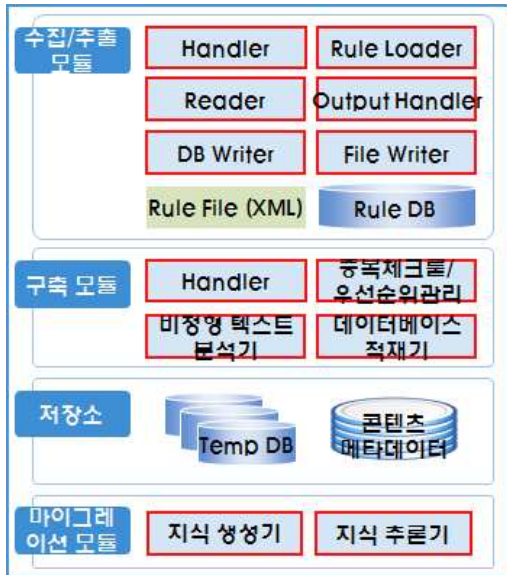 수집/추출
모듈
Handler
Rule Loader
Reader
Output Handler
DB Writer
File Writer
Rule File (XML)
Rule DB
구축 모듈
Handler
중복체크룰/
우선순위관리
비정형 텍스트
분석기
데이터베이스
적재기
저장소
Temp DB
콘텐츠
메타데이터
마이그레
이션 모듈
지식 생성기
지식 추론기